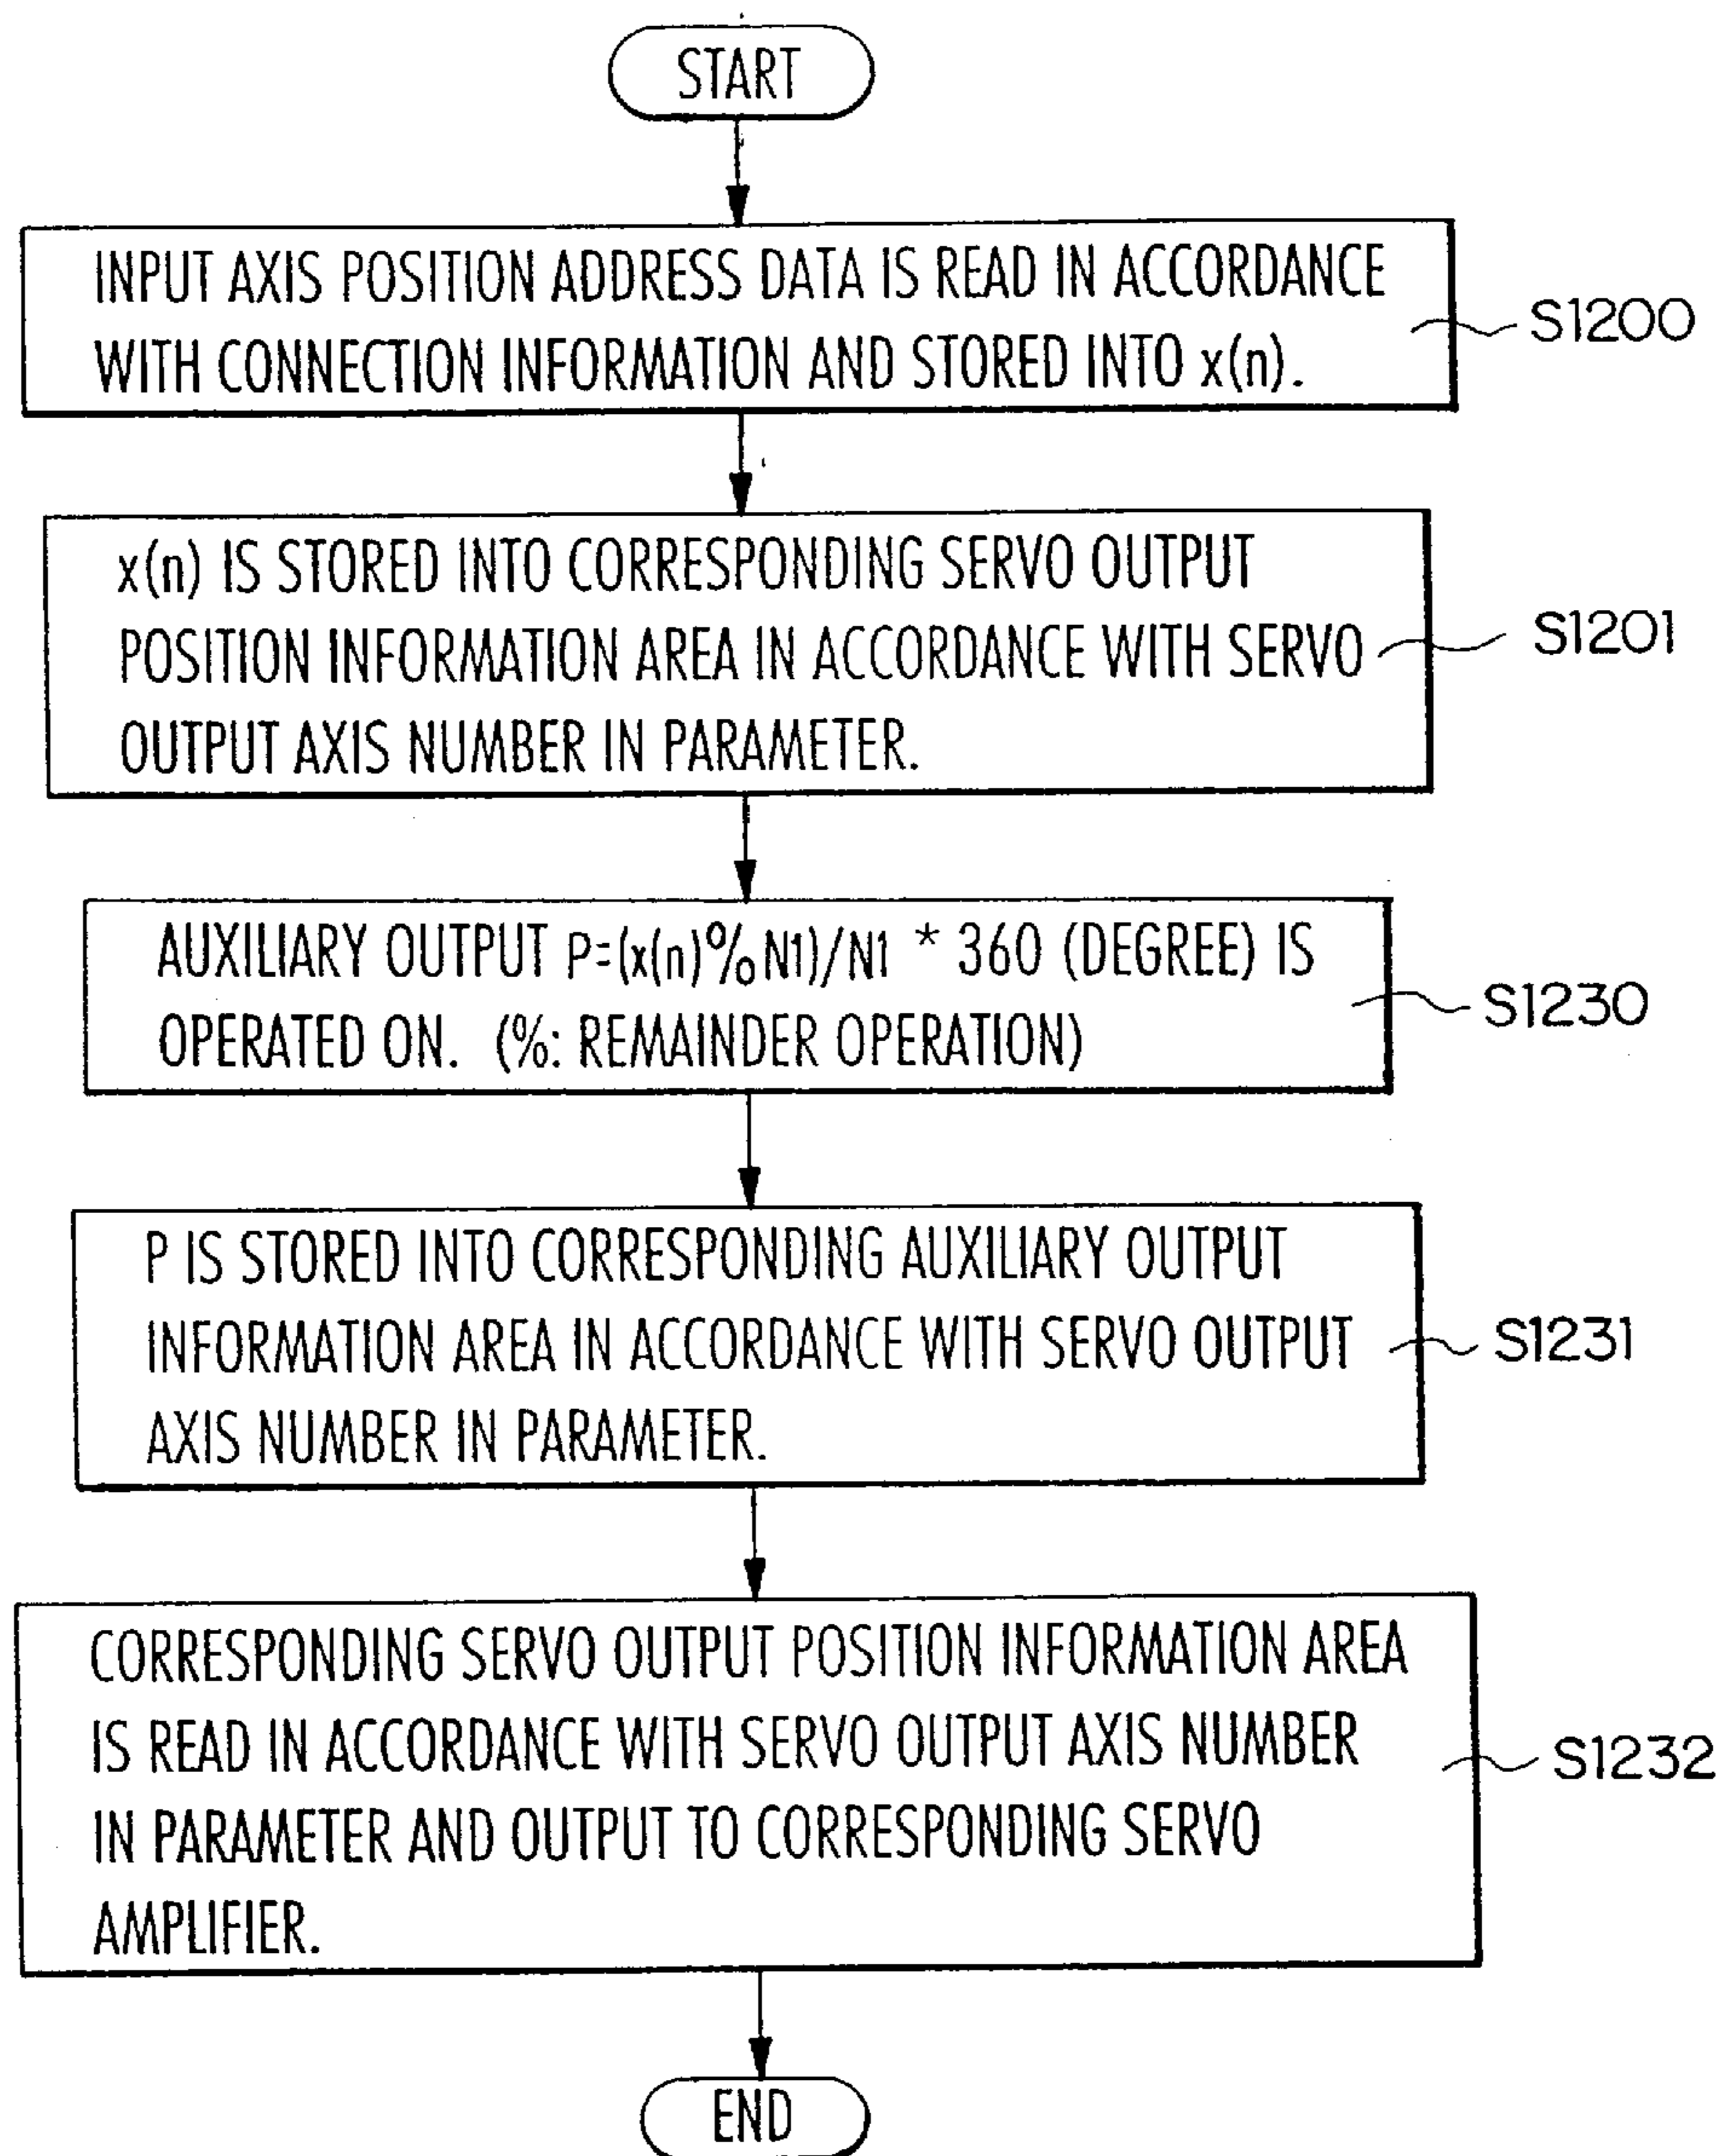 START
INPUT AXIS POSITION ADDRESS DATA IS READ IN ACCORDANCE
WITH CONNECTION INFORMATION AND STORED INTO x(n).
S1200
x(n) IS STORED INTO CORRESPONDING SERVO OUTPUT
POSITION INFORMATION AREA IN ACCORDANCE WITH SERVO
OUTPUT AXIS NUMBER IN PARAMETER.
S1201
AUXILIARY OUTPUT P=(x(n)%N1)/N1 * 360 (DEGREE) IS
OPERATED ON. (%: REMAINDER OPERATION)
S1230
P IS STORED INTO CORRESPONDING AUXILIARY OUTPUT
INFORMATION AREA IN ACCORDANCE WITH SERVO OUTPUT
AXIS NUMBER IN PARAMETER.
S1231
CORRESPONDING SERVO OUTPUT POSITION INFORMATION AREA
IS READ IN ACCORDANCE WITH SERVO OUTPUT AXIS NUMBER
IN PARAMETER AND OUTPUT TO CORRESPONDING SERVO
AMPLIFIER.
S1232
END